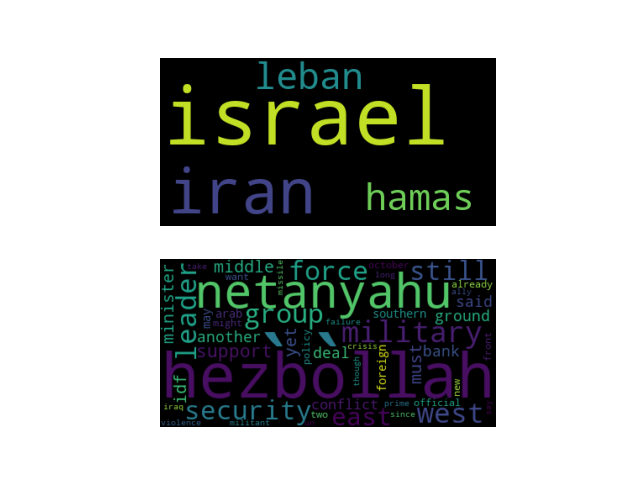 leban
israel
iran
hamas
take
middle
missile
force
october
still
minister
leader
want
long
already
netanyahu
ally
said
may
arab
group
southern
ground
might
failure
another
yet
policy
military
support
deal
crisis
foreign
must
bank
front
hezbollah
though
idf
new
iraq
security
conflict
prime
official
west
two
east
since
violence
militant